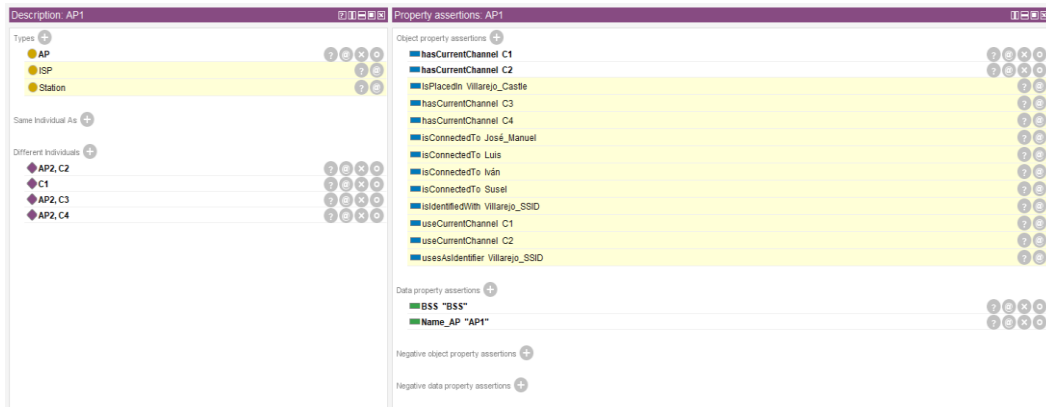 Description: AP1
Types
AP
ISP
Station
Same Individual As
Different Individuals
AP2, C2
C1
AP2, C3
AP2, C4
Property assertions: AP1
Object property assertions
hasCurrentChannel C1
hasCurrentChannel C2
IsPlacedIn Villarejo_Castle
hasCurrentChannel C3
hasCurrentChannel C4
isConnectedTo José_Manuel
isConnectedTo Luis
isConnectedTo Iván
isConnectedTo Susel
isIdentifiedWith Villarejo_SSID
useCurrentChannel C1
useCurrentChannel C2
usesAsIdentifier Villarejo_SSID
Data property assertions
BSS "BSS"
Name_AP "AP1"
Negative object property assertions
Negative data property assertions